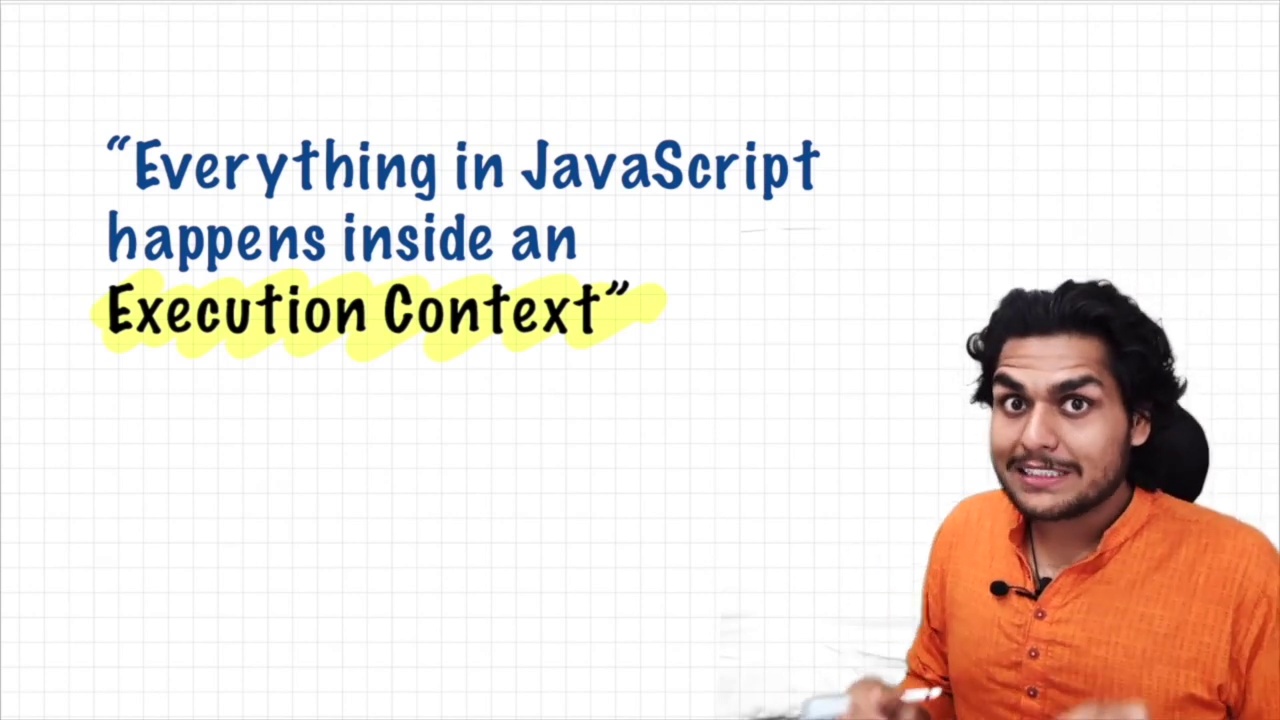 “Everything in JavaScript
happens inside an
Execution Context”